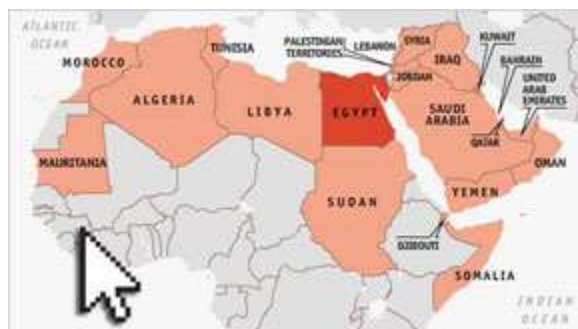 ATLANTIC
OCEAN
MOROCCO
TUNISIA
PALESTINIAN
TERRITORIES
LEBANON
SYRIA
IRAQ
KUWAIT
BAHRAIN
UNITED
ARAB
EMIRATES
JORDAN
ALGERIA
LIBYA
EGYPT
SAUDI
ARABIA
QATAR
OMAN
MAURITANIA
SUDAN
YEMEN
DJIBOUTI
SOMALIA
INDIAN
OCEAN